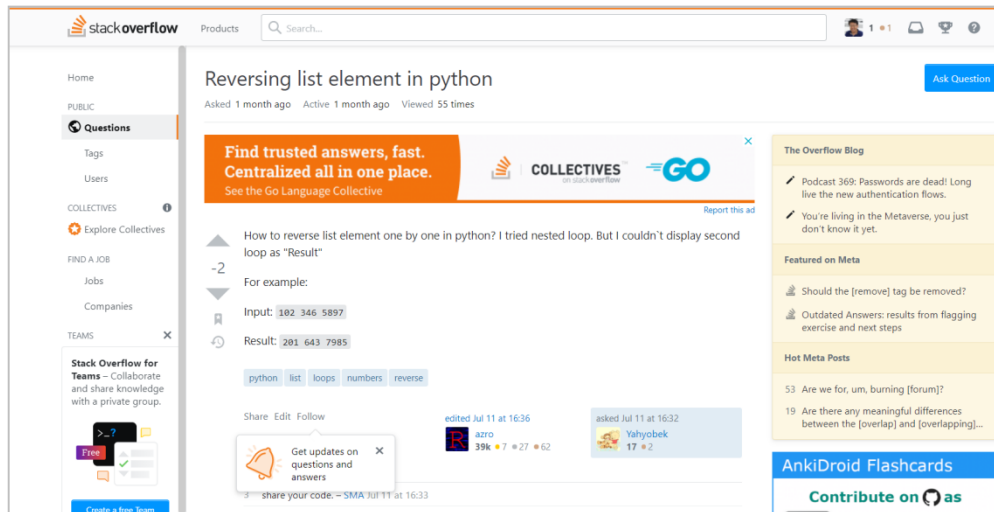 stackoverflow
Products
Search...
1 • 1
Home
PUBLIC
Questions
Tags
Users
COLLECTIVES
Explore Collectives
FIND A JOB
Jobs
Companies
TEAMS
Stack Overflow for
Teams – Collaborate
and share knowledge
with a private group.
>_?
Free
Create a free Team
Reversing list element in python
Ask Question
Asked 1 month ago Active 1 month ago Viewed 55 times
Find trusted answers, fast.
Centralized all in one place.
See the Go Language Collective
COLLECTIVES
on stackoverflow
GO
Report this ad
How to reverse list element one by one in python? I tried nested loop. But I couldn`t display second
loop as "Result"
-2
For example:
Input: 102 346 5897
Result: 201 643 7985
python list loops numbers reverse
Share Edit Follow
edited Jul 11 at 16:36
azro
39k •7 •27 •62
asked Jul 11 at 16:32
Yahyobek
17 •2
Get updates on
questions and
answers
3 share your code. – SMA Jul 11 at 16:33
The Overflow Blog
Podcast 369: Passwords are dead! Long
live the new authentication flows.
You're living in the Metaverse, you just
don't know it yet.
Featured on Meta
Should the [remove] tag be removed?
Outdated Answers: results from flagging
exercise and next steps
Hot Meta Posts
53 Are we for, um, burning [forum]?
19 Are there any meaningful differences
between the [overlap] and [overlapping]...
AnkiDroid Flashcards
Contribute on as